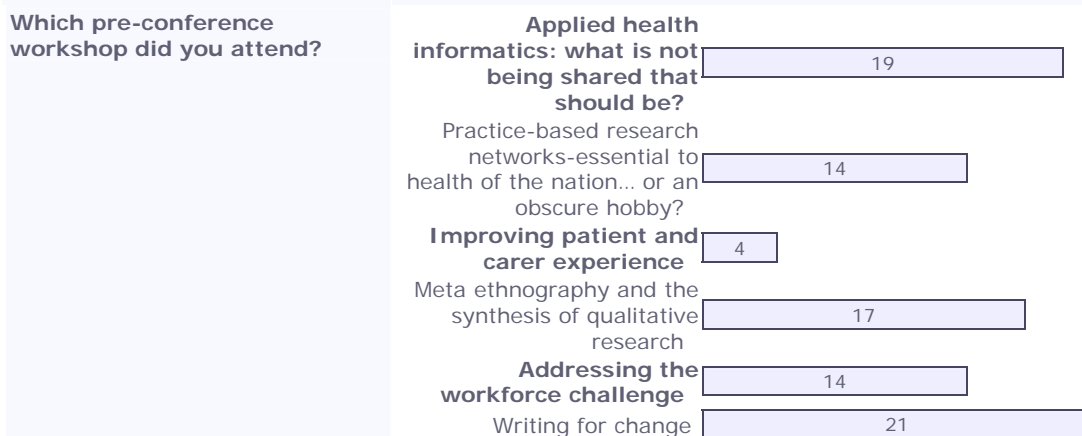 Which pre-conference
workshop did you attend?
Applied health
informatics: what is not
being shared that
should be?
19
Practice-based research
networks-essential to
health of the nation... or an
obscure hobby?
14
Improving patient and
carer experience
4
Meta ethnography and the
synthesis of qualitative
research
17
Addressing the
workforce challenge
14
Writing for change
21